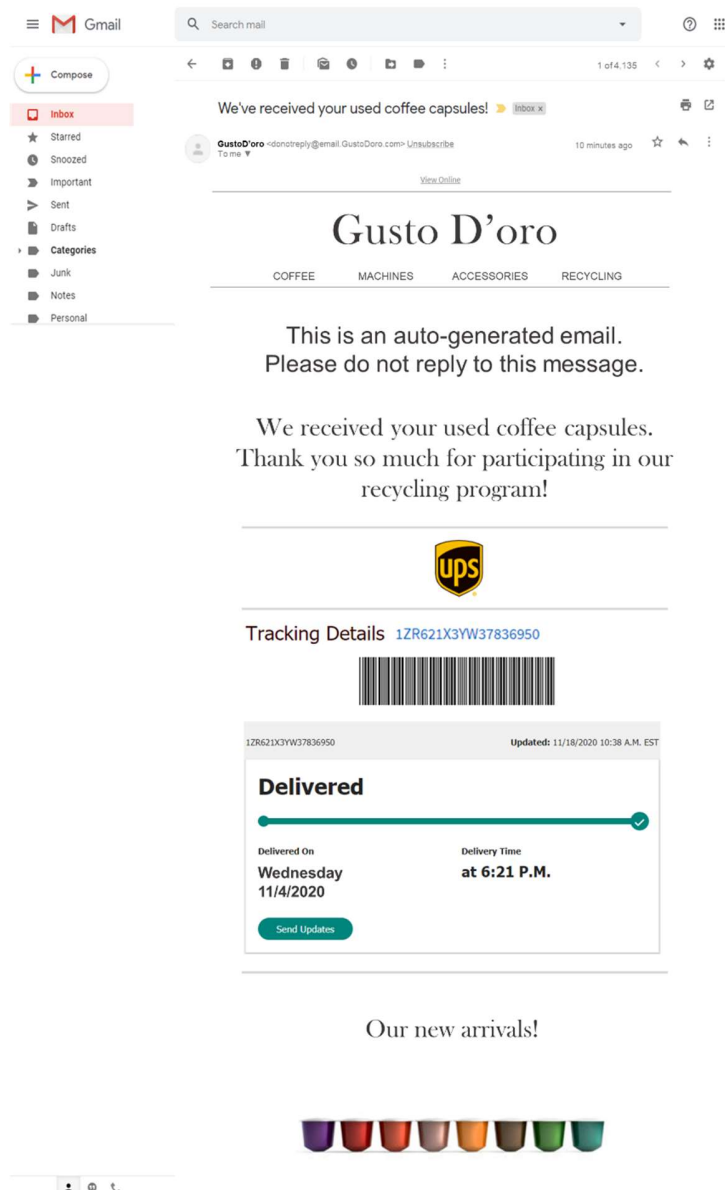 Gmail
Search mail
Compose
1 of 4,135
Inbox
Starred
Snoozed
Important
Sent
Drafts
Categories
Junk
Notes
Personal
We've received your used coffee capsules! Inbox x
GustoD'oro <donotreply@email.GustoDoro.com> Unsubscribe
10 minutes ago
To me ▼
View Online
Gusto D'oro
COFFEE MACHINES ACCESSORIES RECYCLING
This is an auto-generated email.
Please do not reply to this message.
We received your used coffee capsules.
Thank you so much for participating in our
recycling program!
ups
Tracking Details 1ZR621X3YW37836950
1ZR621X3YW37836950 Updated: 11/18/2020 10:38 A.M. EST
Delivered
Delivered On Delivery Time
Wednesday at 6:21 P.M.
11/4/2020
Send Updates
Our new arrivals!